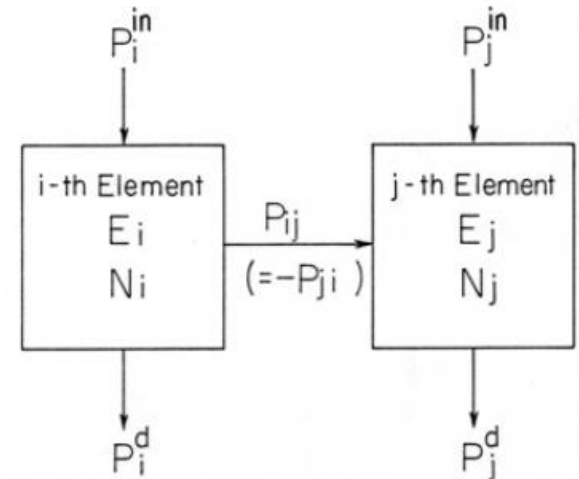 P_i^in P_j^in
i-th Element
E_i
N_i
P_ij
(=-P_ji)
j-th Element
E_j
N_j
P_i^d P_j^d